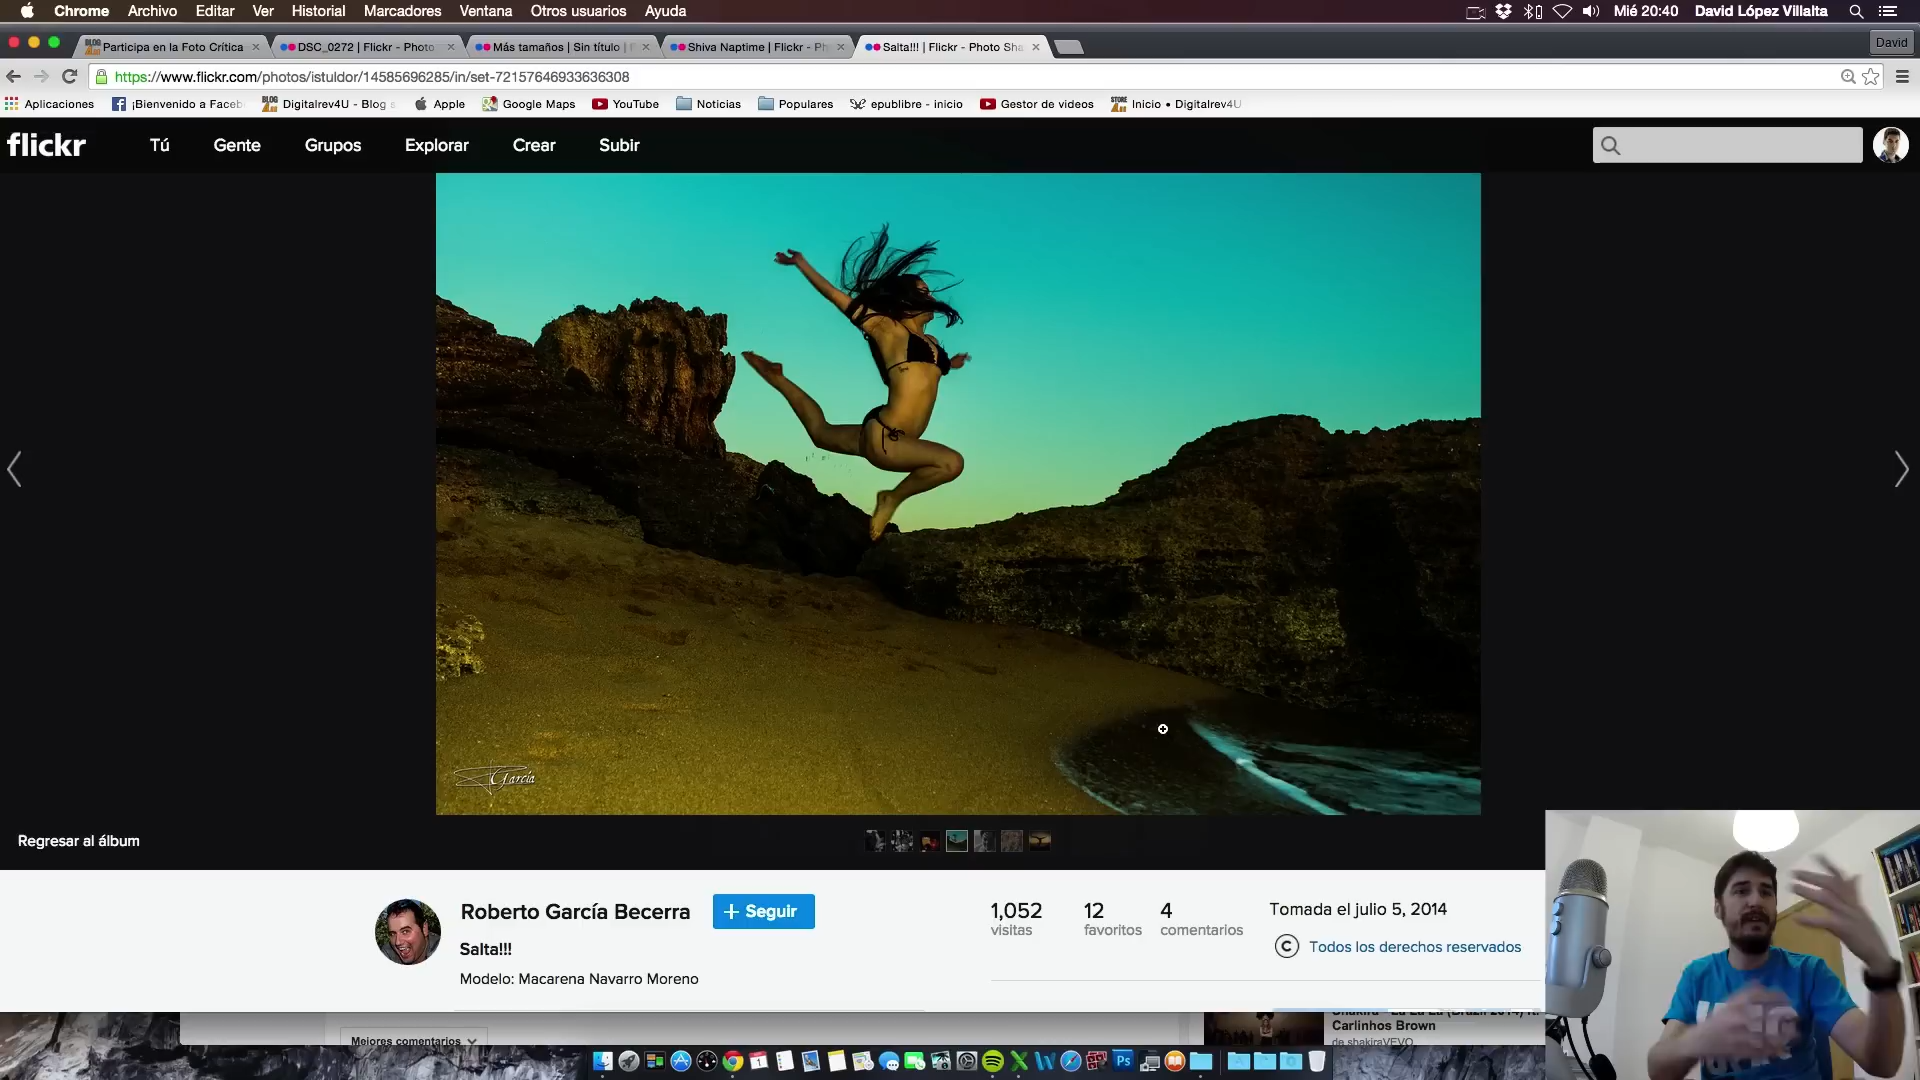 Chrome Archivo Editar Ver Historial Marcadores Ventana Otros usuarios Ayuda Mié 20:40 David López Villalta
Participa en la Foto Crítica DSC_0272 | Flickr - Photo Más tamaños | Sin título | Shiva Naptime | Flickr - Ph Salta!!! | Flickr - Photo Sha David
https://www.flickr.com/photos/istuldor/14585696285/in/set-72157646933636308
Aplicaciones ¡Bienvenido a Faceb Digitalrev4U - Blog Apple Google Maps YouTube Noticias Populares epublibre - inicio Gestor de videos Inicio • Digitalrev4U
flickr Tú Gente Grupos Explorar Crear Subir
García
Regresar al álbum
Roberto García Becerra + Seguir
Salta!!!
Modelo: Macarena Navarro Moreno
1,052 visitas
12 favoritos
4 comentarios
Tomada el julio 5, 2014
Todos los derechos reservados
Mejores comentarios
Carlinhos Brown
de shakiraVEVO